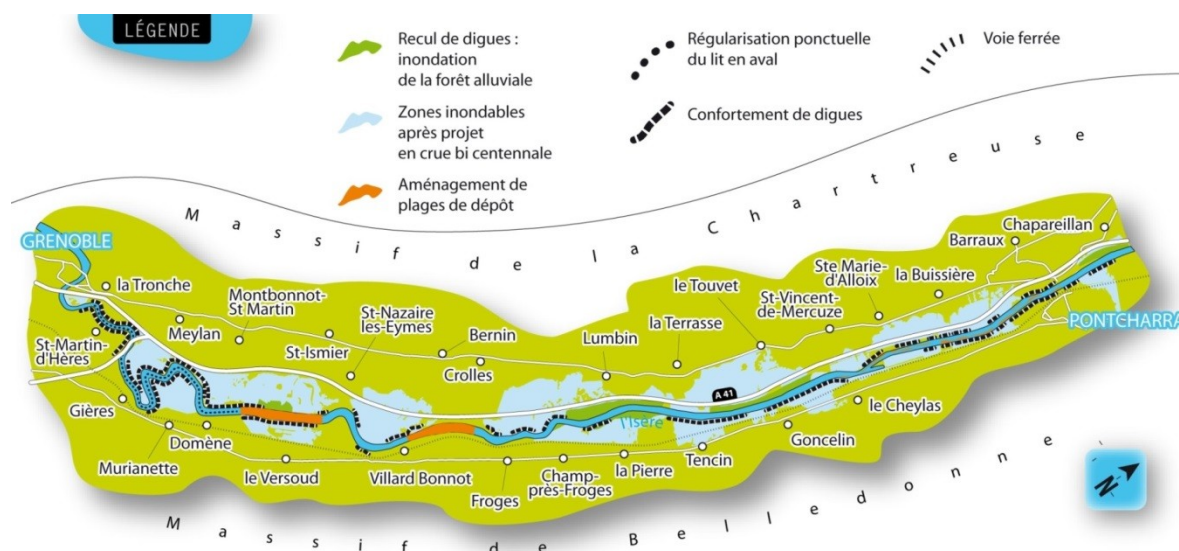 LÉGENDE
Recul de digues :
inondation
de la forêt alluviale
Zones inondables
après projet
en crue bi centennale
Aménagement de
plages de dépôt
Régularisation ponctuelle
du lit en aval
Confortement de digues
Voie ferrée
Massif de la Chartreuse
GRENOBLE
la Tronche
St-Martin-
d'Hères
Meylan
Montbonnot-
St Martin
St-Ismier
St-Nazaire
les-Eymes
Bernin
Crolles
Lumbin
la Terrasse
le Touvet
St-Vincent-
de-Mercuze
Ste Marie-
d'Alloix
la Buissière
Barraux
Chapareillan
PONTCHARRA
A 41
l'Isère
Gières
Murianette
Domène
le Versoud
Villard Bonnot
Froges
Champ-
près-Froges
la Pierre
Tencin
Goncelin
le Cheylas
Massif de Belledonne
N